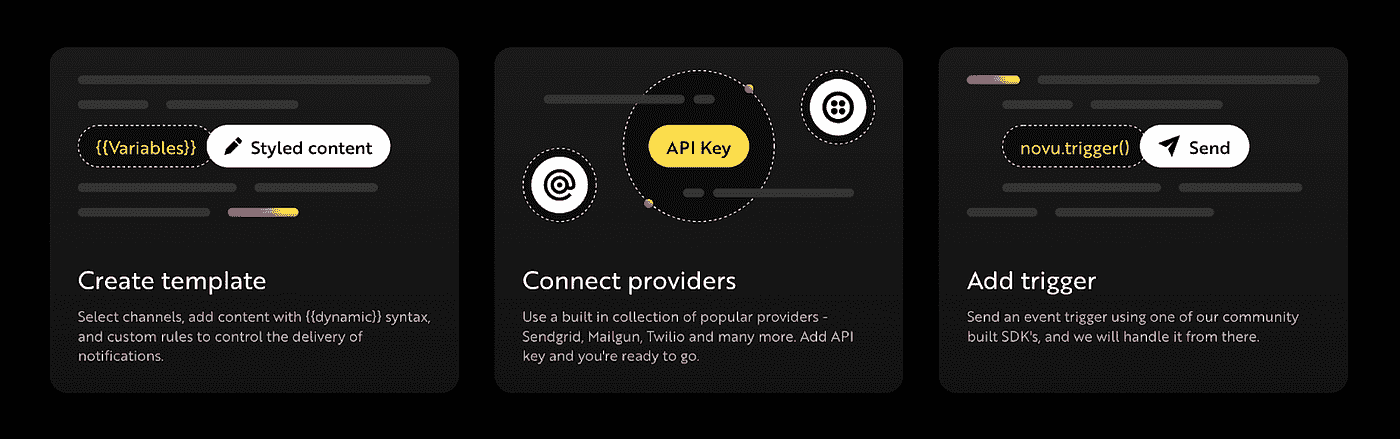 {{Variables}}
Styled content
Create template
Select channels, add content with {{dynamic}} syntax,
and custom rules to control the delivery of
notifications.
API Key
Connect providers
Use a built in collection of popular providers -
Sendgrid, Mailgun, Twilio and many more. Add API
key and you're ready to go.
novu.trigger()
Send
Add trigger
Send an event trigger using one of our community
built SDK's, and we will handle it from there.